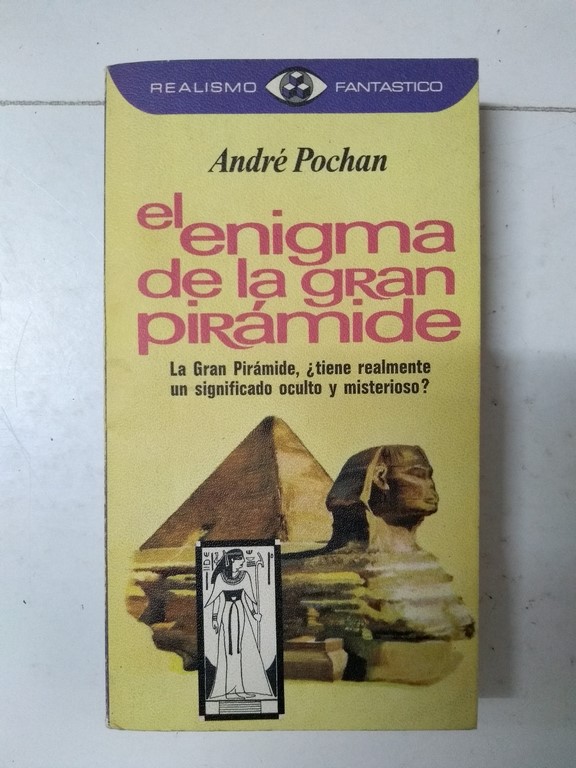 REALISMO FANTASTICO
André Pochan
el enigma
de la gran
pirámide
La Gran Pirámide, ¿tiene realmente
un significado oculto y misterioso?